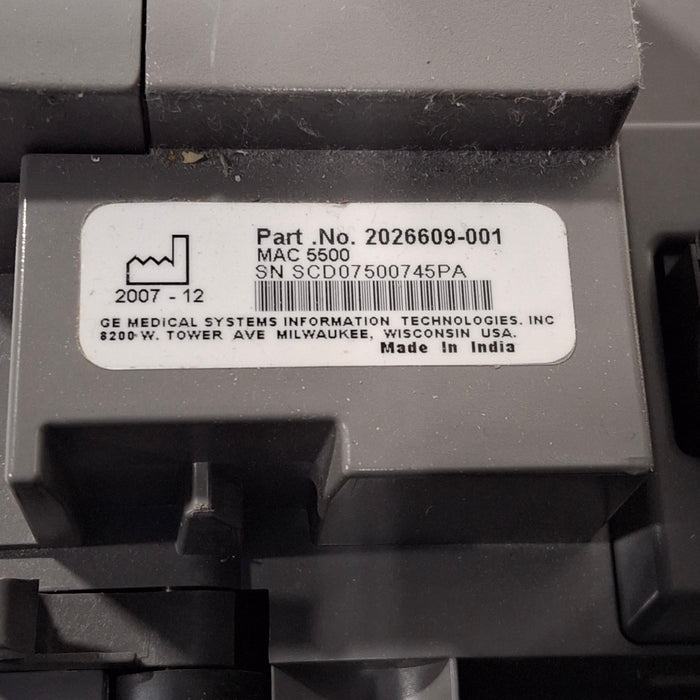 Part .No. 2026609-001
MAC 5500
SN SCD07500745PA
2007 - 12
GE MEDICAL SYSTEMS INFORMATION TECHNOLOGIES. INC
8200 W. TOWER AVE MILWAUKEE, WISCONSIN USA.
Made In India